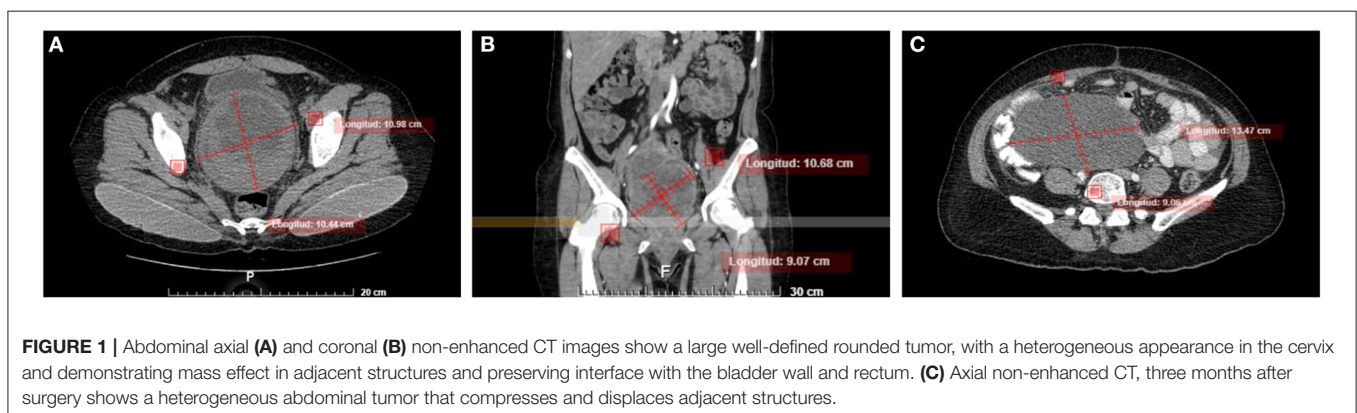 A
B
C
Longitud: 10.98 cm
Longitud: 10.44 cm
P
20 cm
Longitud: 10.68 cm
Longitud: 9.07 cm
F
30 cm
Longitud: 13.47 cm
Longitud: 9.06 cm
FIGURE 1 | Abdominal axial (A) and coronal (B) non-enhanced CT images show a large well-defined rounded tumor, with a heterogeneous appearance in the cervix
and demonstrating mass effect in adjacent structures and preserving interface with the bladder wall and rectum. (C) Axial non-enhanced CT, three months after
surgery shows a heterogeneous abdominal tumor that compresses and displaces adjacent structures.